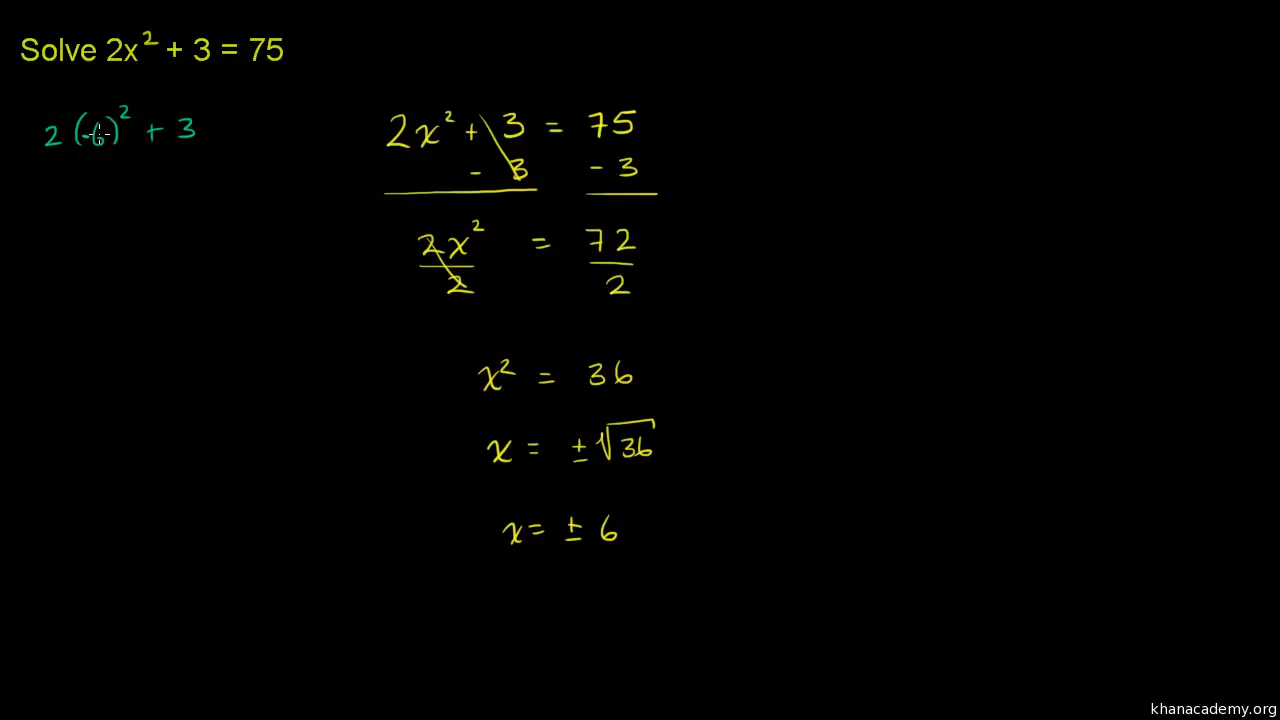 Solve 2x² + 3 = 75
2 (-6)² + 3
2x² + 3 = 75
- 3 - 3
2x² = 72
2 2
x² = 36
x = ±√36
x = ± 6
khanacademy.org